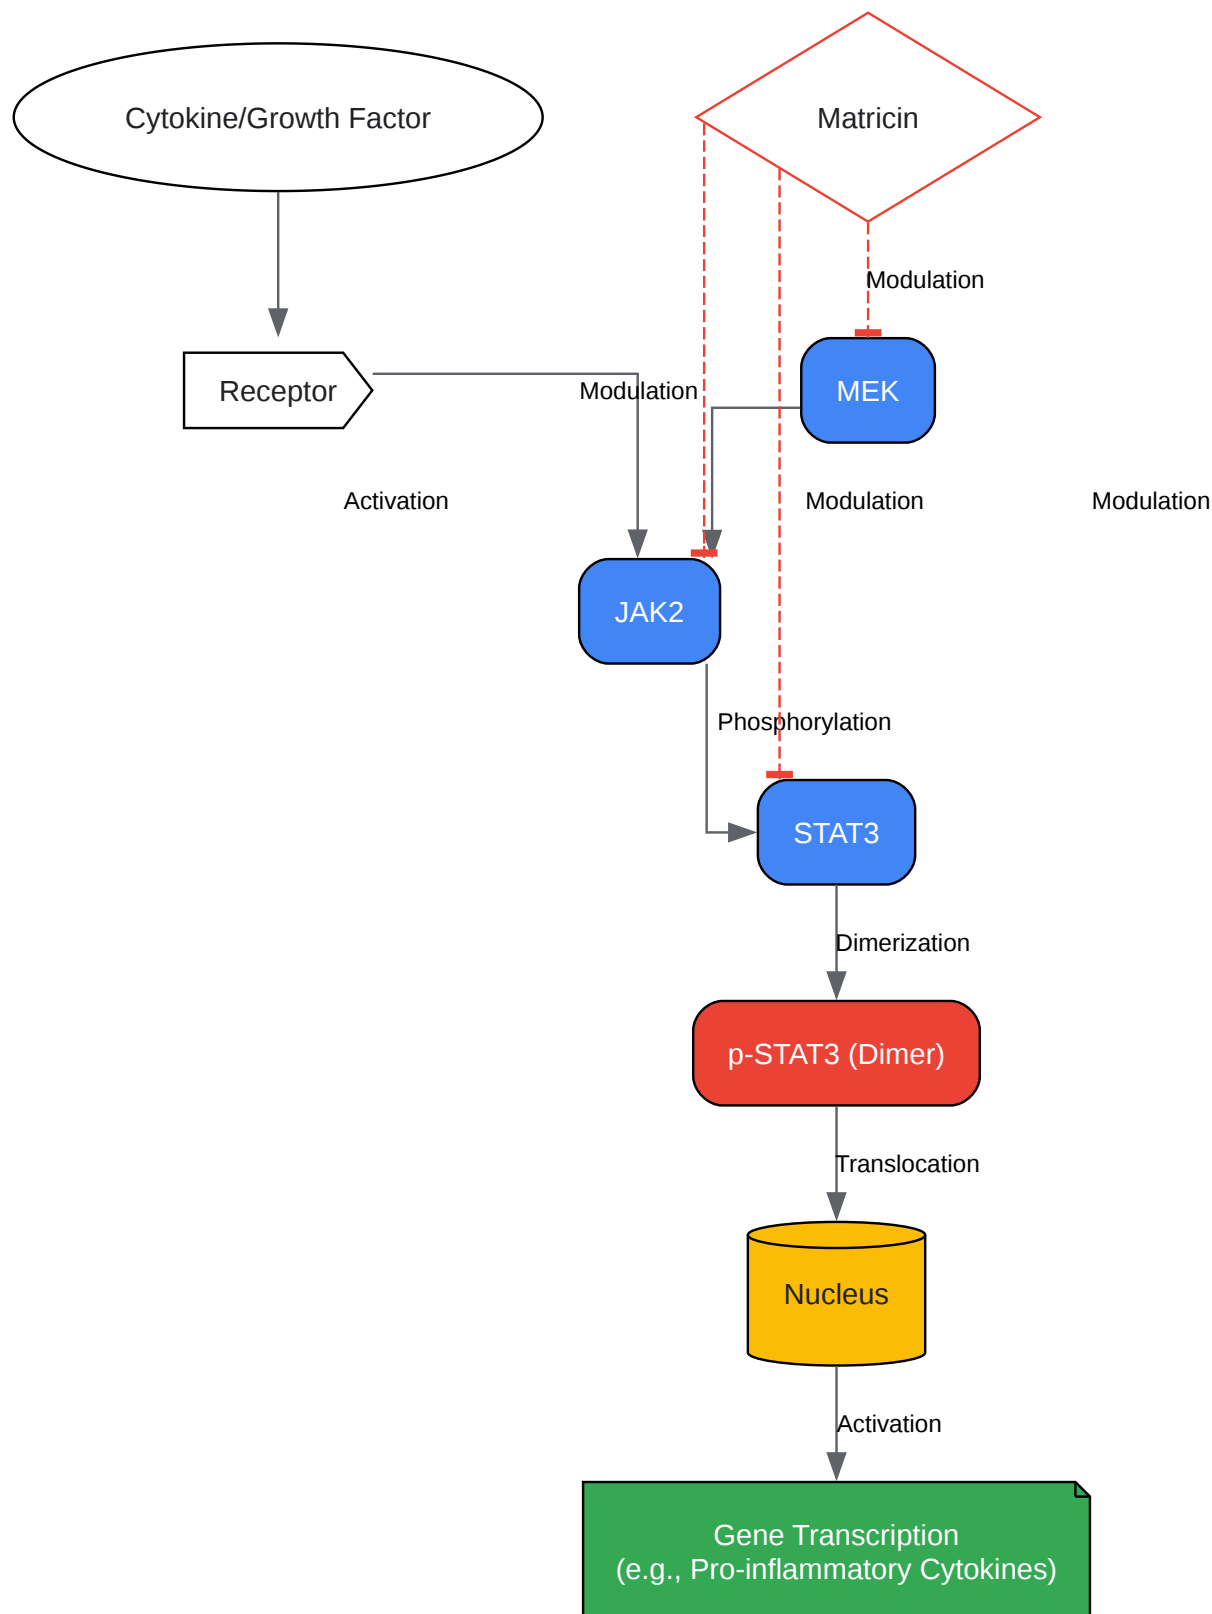 Cytokine/Growth Factor
Matricin
Modulation
Receptor
Modulation
MEK
Activation
Modulation
Modulation
JAK2
Phosphorylation
STAT3
Dimerization
p-STAT3 (Dimer)
Translocation
Nucleus
Activation
Gene Transcription
(e.g., Pro-inflammatory Cytokines)